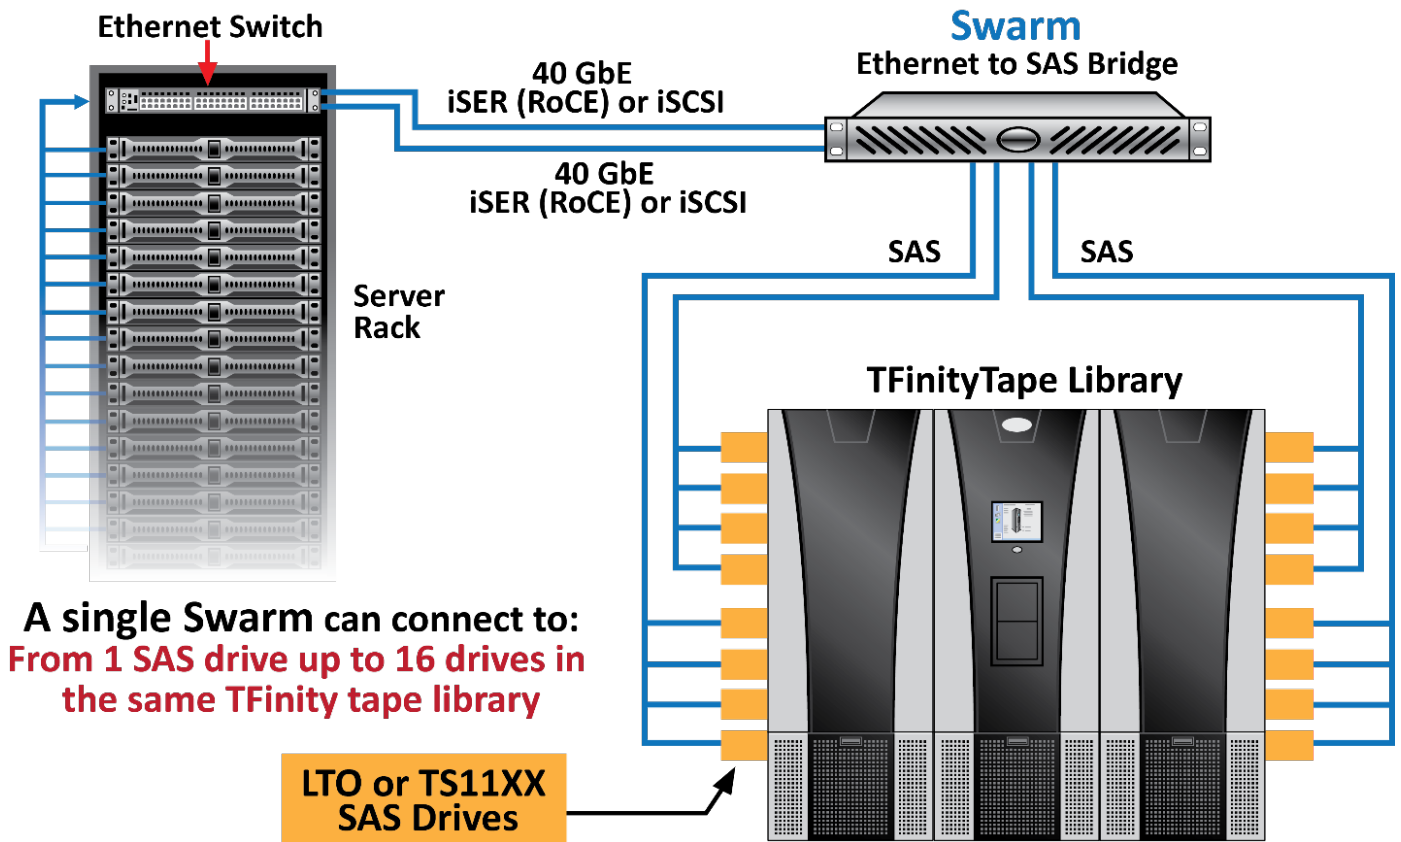 Ethernet Switch
Swarm
Ethernet to SAS Bridge
40 GbE
iSER (RoCE) or iSCSI
40 GbE
iSER (RoCE) or iSCSI
SAS
SAS
Server
Rack
TFinityTape Library
A single Swarm can connect to:
From 1 SAS drive up to 16 drives in
the same TFinity tape library
LTO or TS11XX
SAS Drives